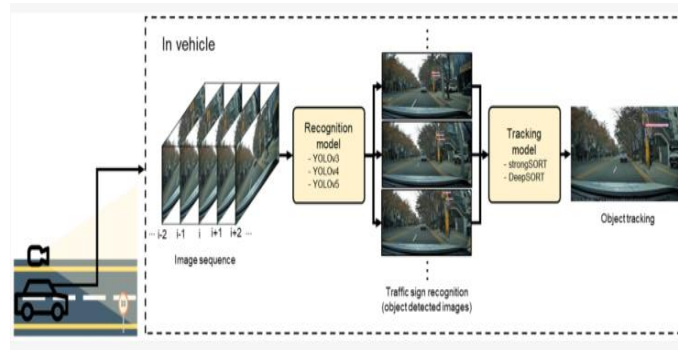 In vehicle
Recognition
model
- YOLOv3
- YOLOv4
- YOLOv5
Tracking
model
- strongSORT
- DeepSORT
... i-2 i-1 i i+1 i+2 ...
Image sequence
Object tracking
Traffic sign recognition
(object detected images)